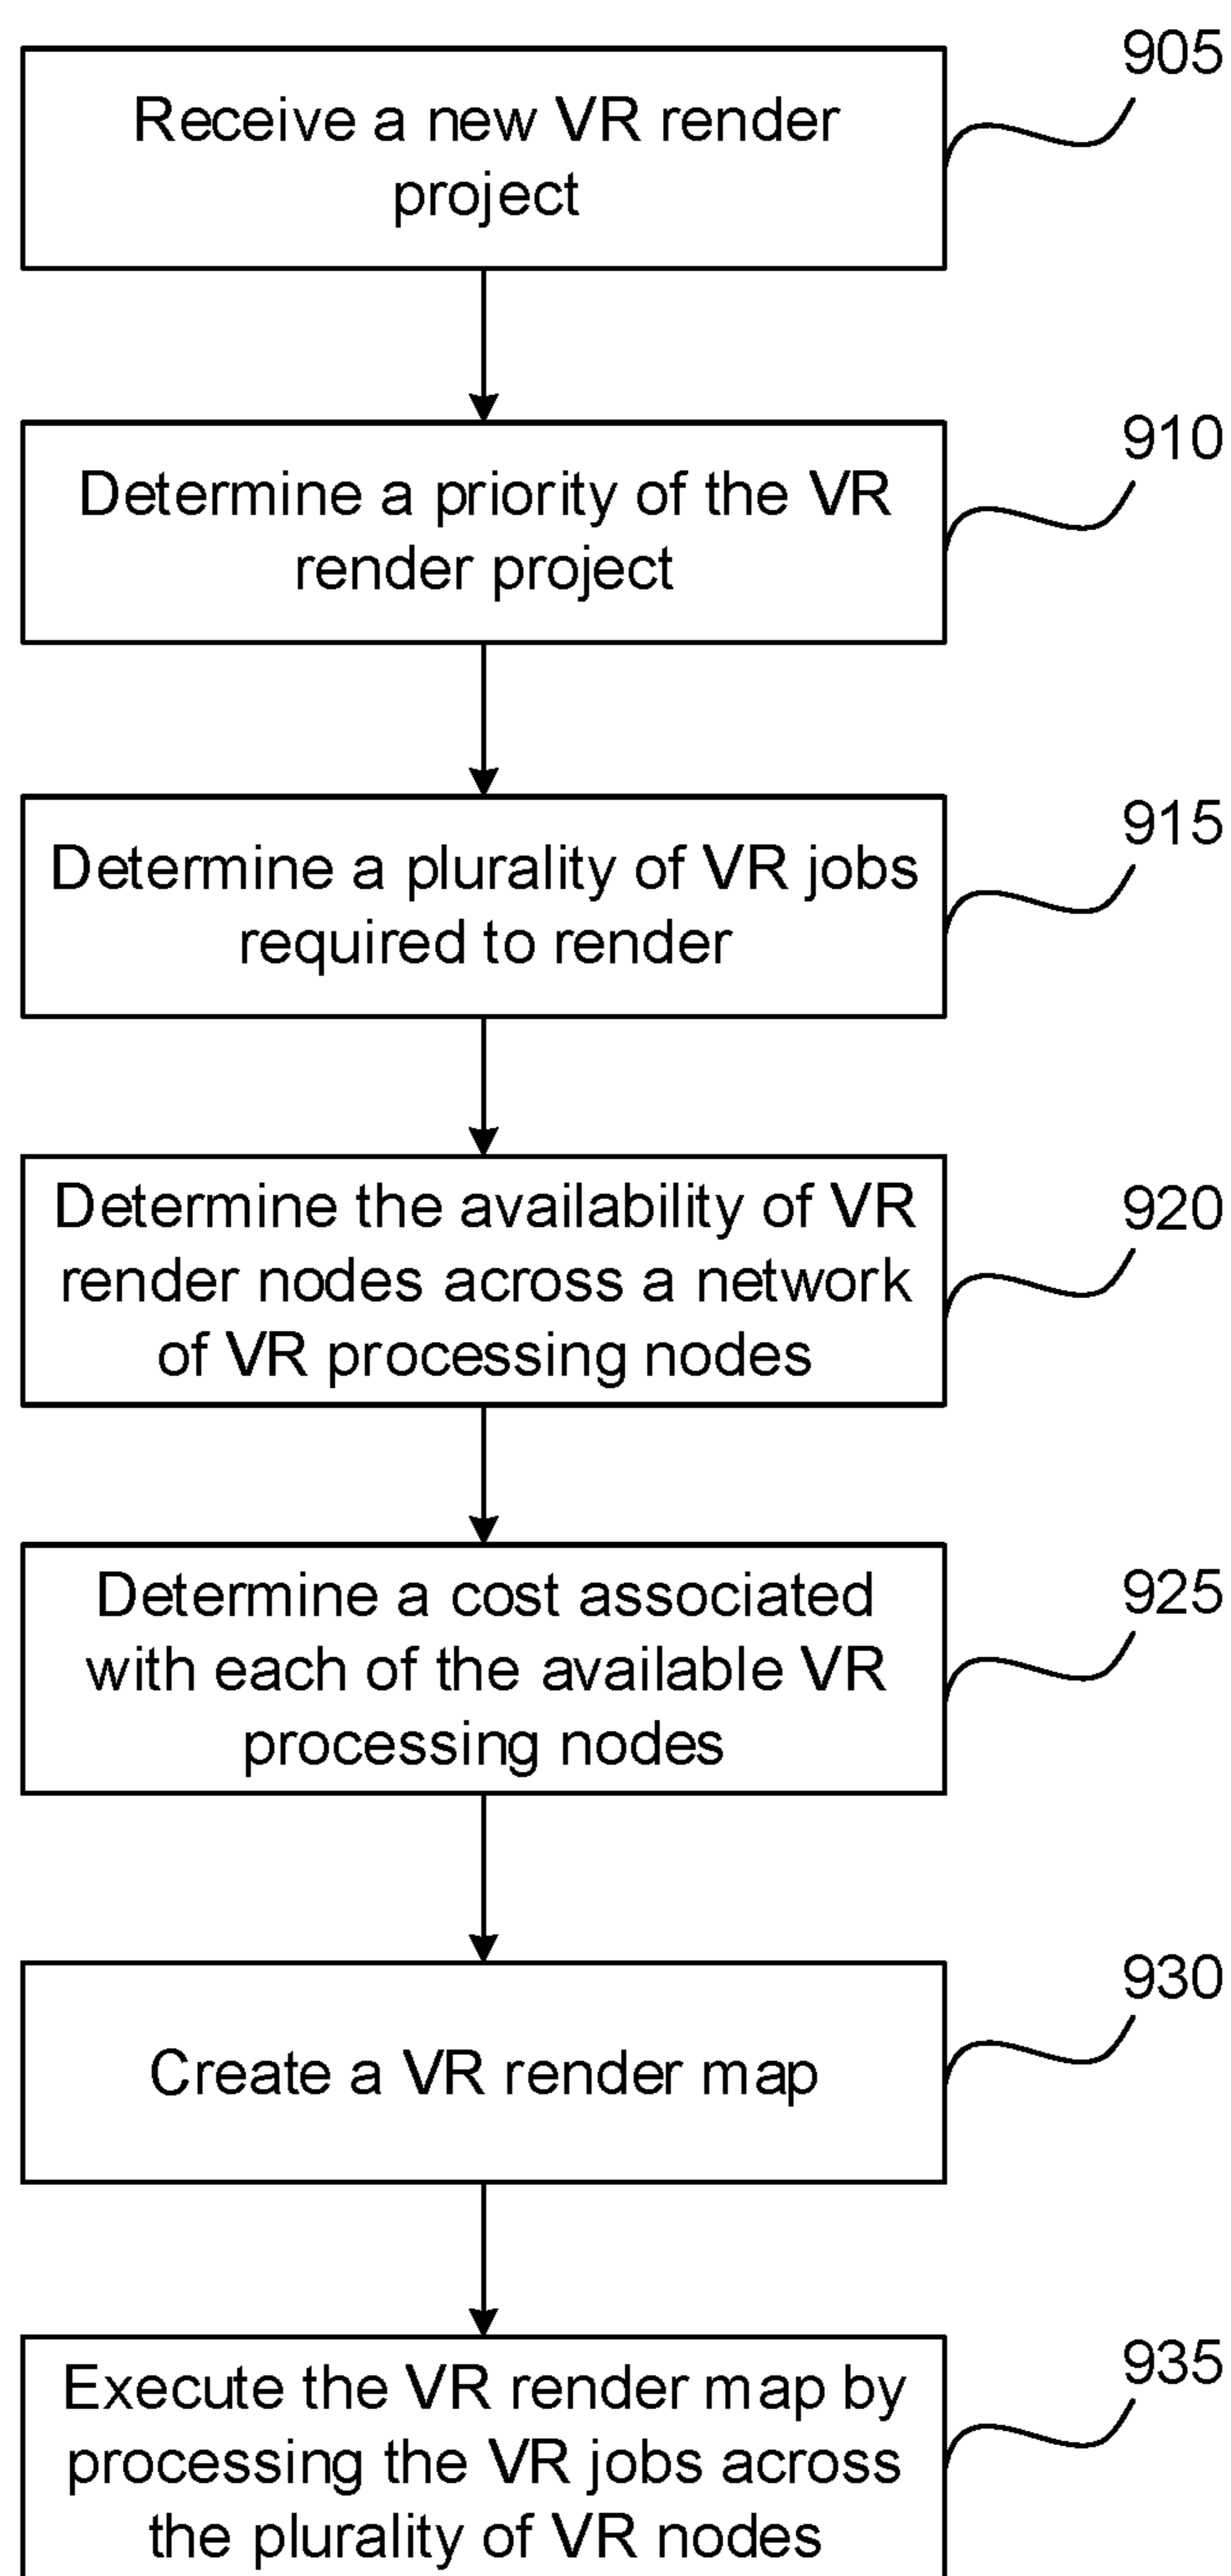 905
Receive a new VR render
project
910
Determine a priority of the VR
render project
915
Determine a plurality of VR jobs
required to render
920
Determine the availability of VR
render nodes across a network
of VR processing nodes
925
Determine a cost associated
with each of the available VR
processing nodes
930
Create a VR render map
935
Execute the VR render map by
processing the VR jobs across
the plurality of VR nodes